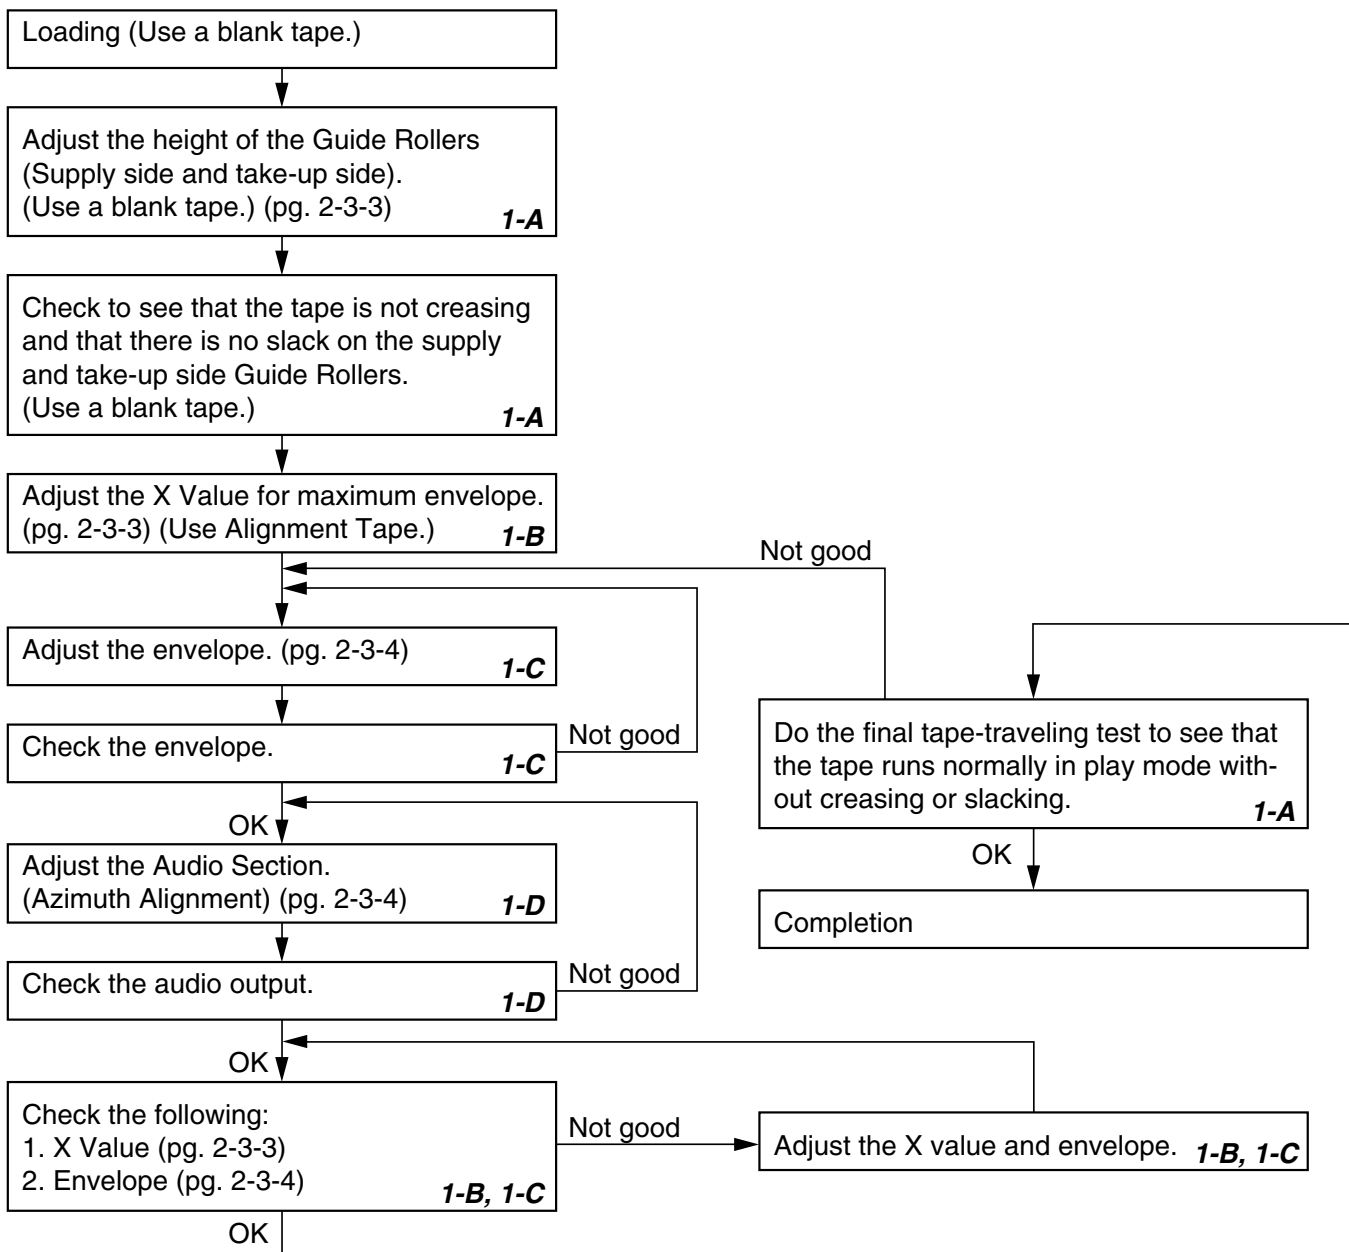 Loading (Use a blank tape.)
Adjust the height of the Guide Rollers
(Supply side and take-up side).
(Use a blank tape.) (pg. 2-3-3)
1-A
Check to see that the tape is not creasing
and that there is no slack on the supply
and take-up side Guide Rollers.
(Use a blank tape.)
1-A
Adjust the X Value for maximum envelope.
(pg. 2-3-3) (Use Alignment Tape.)
1-B
Adjust the envelope. (pg. 2-3-4)
1-C
Check the envelope.
1-C
Not good
OK
Adjust the Audio Section.
(Azimuth Alignment) (pg. 2-3-4)
1-D
Check the audio output.
1-D
Not good
OK
Check the following:
1. X Value (pg. 2-3-3)
2. Envelope (pg. 2-3-4)
1-B, 1-C
Not good
Adjust the X value and envelope.
1-B, 1-C
OK
Not good
Do the final tape-traveling test to see that
the tape runs normally in play mode with-
out creasing or slacking.
1-A
OK
Completion